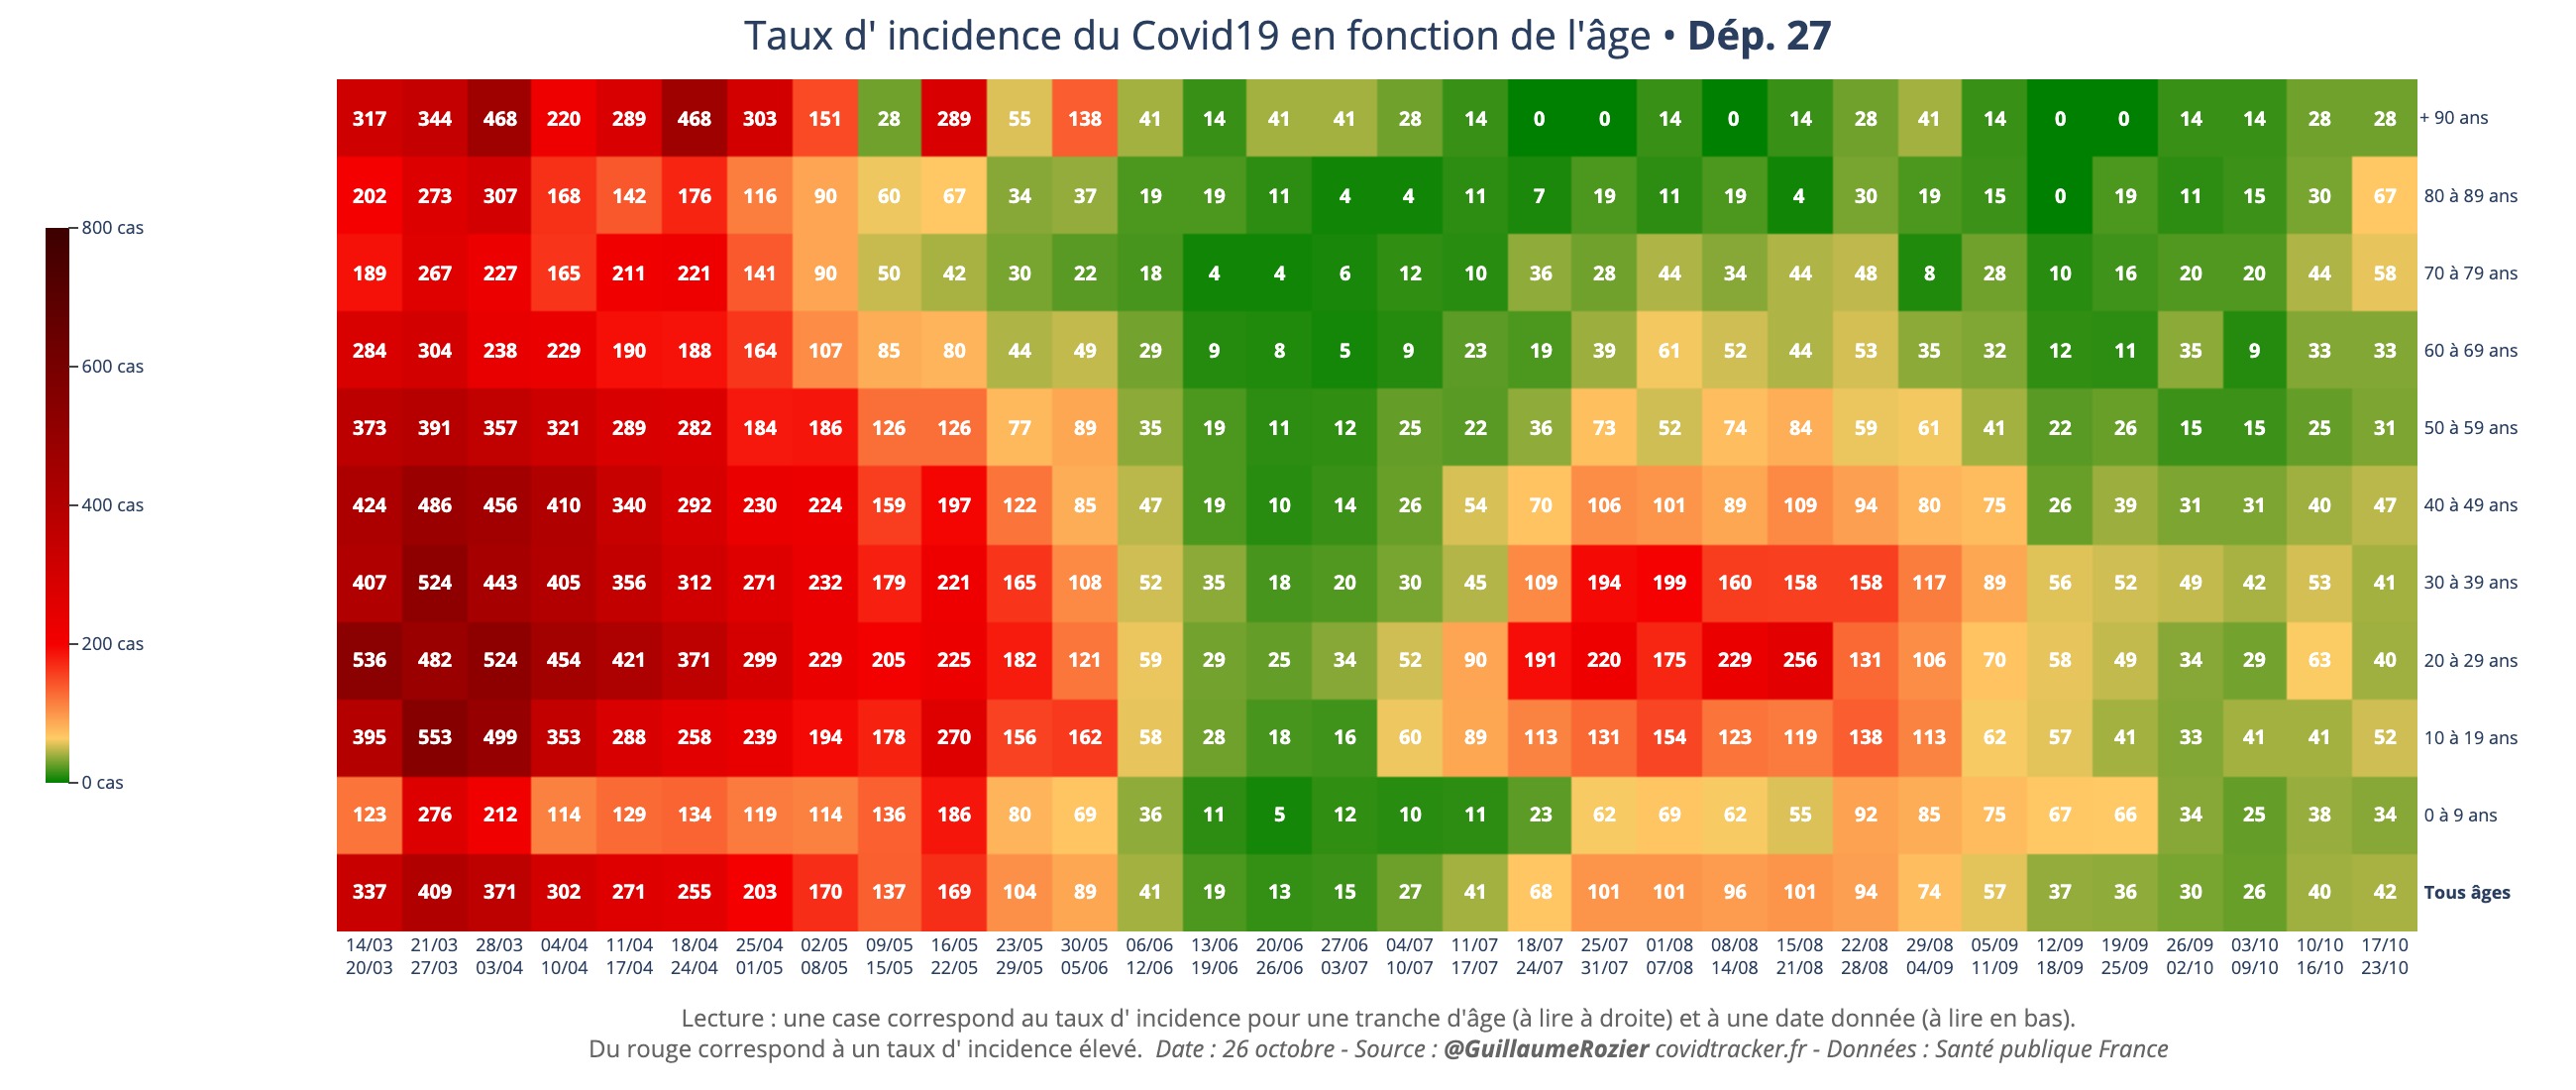 Taux d' incidence du Covid19 en fonction de l'âge • Dép. 27
800 cas
600 cas
400 cas
200 cas
0 cas
317 344 468 220 289 468 303 151 28 289 55 138 41 14 41 41 28 14 0 0 14 0 14 28 41 14 0 0 14 14 28 28 + 90 ans
202 273 307 168 142 176 116 90 60 67 34 37 19 19 11 4 4 11 7 19 11 19 4 30 19 15 0 19 11 15 30 67 80 à 89 ans
189 267 227 165 211 221 141 90 50 42 30 22 18 4 4 6 12 10 36 28 44 34 44 48 8 28 10 16 20 20 44 58 70 à 79 ans
284 304 238 229 190 188 164 107 85 80 44 49 29 9 8 5 9 23 19 39 61 52 44 53 35 32 12 11 35 9 33 33 60 à 69 ans
373 391 357 321 289 282 184 186 126 126 77 89 35 19 11 12 25 22 36 73 52 74 84 59 61 41 22 26 15 15 25 31 50 à 59 ans
424 486 456 410 340 292 230 224 159 197 122 85 47 19 10 14 26 54 70 106 101 89 109 94 80 75 26 39 31 31 40 47 40 à 49 ans
407 524 443 405 356 312 271 232 179 221 165 108 52 35 18 20 30 45 109 194 199 160 158 158 117 89 56 52 49 42 53 41 30 à 39 ans
536 482 524 454 421 371 299 229 205 225 182 121 59 29 25 34 52 90 191 220 175 229 256 131 106 70 58 49 34 29 63 40 20 à 29 ans
395 553 499 353 288 258 239 194 178 270 156 162 58 28 18 16 60 89 113 131 154 123 119 138 113 62 57 41 33 41 41 52 10 à 19 ans
123 276 212 114 129 134 119 114 136 186 80 69 36 11 5 12 10 11 23 62 69 62 55 92 85 75 67 66 34 25 38 34 0 à 9 ans
337 409 371 302 271 255 203 170 137 169 104 89 41 19 13 15 27 41 68 101 101 96 101 94 74 57 37 36 30 26 40 42 Tous âges
14/03 21/03 28/03 04/04 11/04 18/04 25/04 02/05 09/05 16/05 23/05 30/05 06/06 13/06 20/06 27/06 04/07 11/07 18/07 25/07 01/08 08/08 15/08 22/08 29/08 05/09 12/09 19/09 26/09 03/10 10/10 17/10
20/03 27/03 03/04 10/04 17/04 24/04 01/05 08/05 15/05 22/05 29/05 05/06 12/06 19/06 26/06 03/07 10/07 17/07 24/07 31/07 07/08 14/08 21/08 28/08 04/09 11/09 18/09 25/09 02/10 09/10 16/10 23/10
Lecture : une case correspond au taux d' incidence pour une tranche d'âge (à lire à droite) et à une date donnée (à lire en bas).
Du rouge correspond à un taux d' incidence élevé. Date : 26 octobre - Source : @GuillaumeRozier covidtracker.fr - Données : Santé publique France